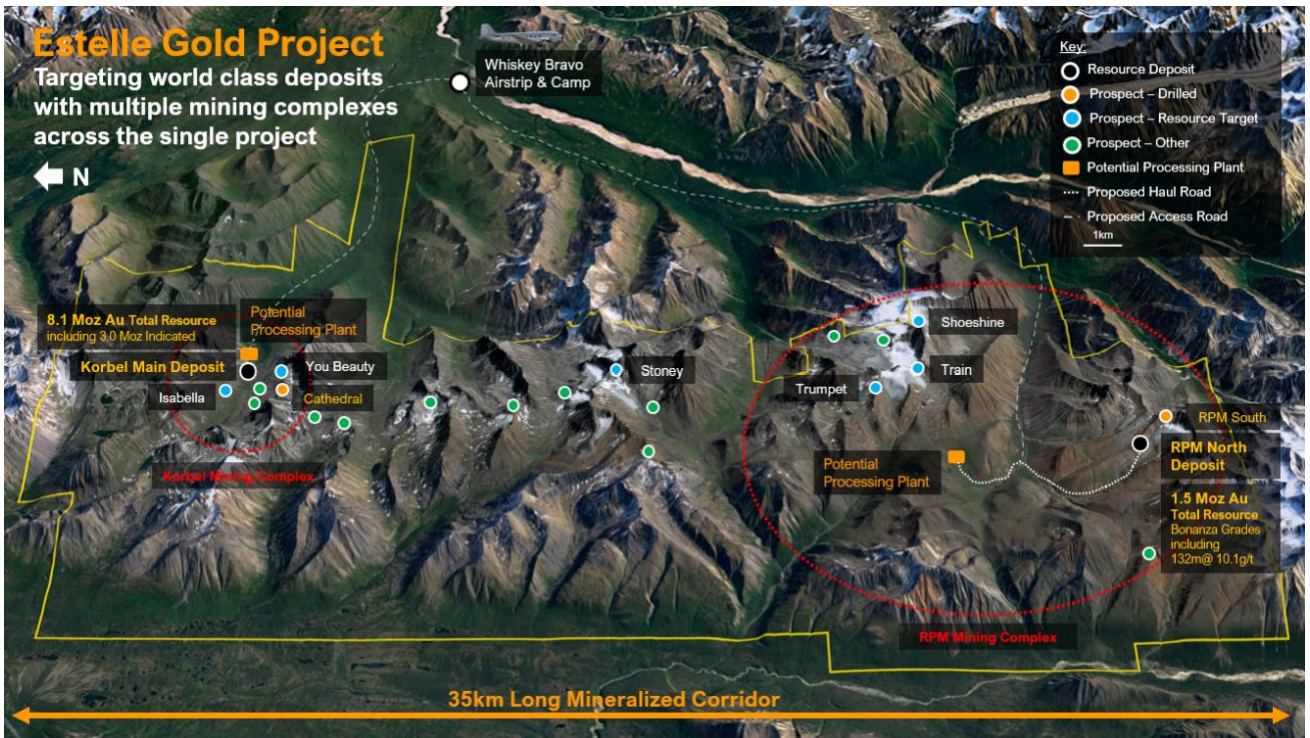 Estelle Gold Project
Targeting world class deposits
with multiple mining complexes
across the single project
N
Whiskey Bravo
Airstrip & Camp
Key:
Resource Deposit
Prospect – Drilled
Prospect – Resource Target
Prospect – Other
Potential Processing Plant
Proposed Haul Road
Proposed Access Road
1km
8.1 Moz Au Total Resource
including 3.0 Moz Indicated
Potential
Processing Plant
Korbel Main Deposit
You Beauty
Isabella
Cathedral
Korbel Mining Complex
Stoney
Shoeshine
Train
Trumpet
Potential
Processing Plant
RPM South
RPM North
Deposit
1.5 Moz Au
Total Resource
Bonanza Grades
including
132m@ 10.1g/t
RPM Mining Complex
35km Long Mineralized Corridor